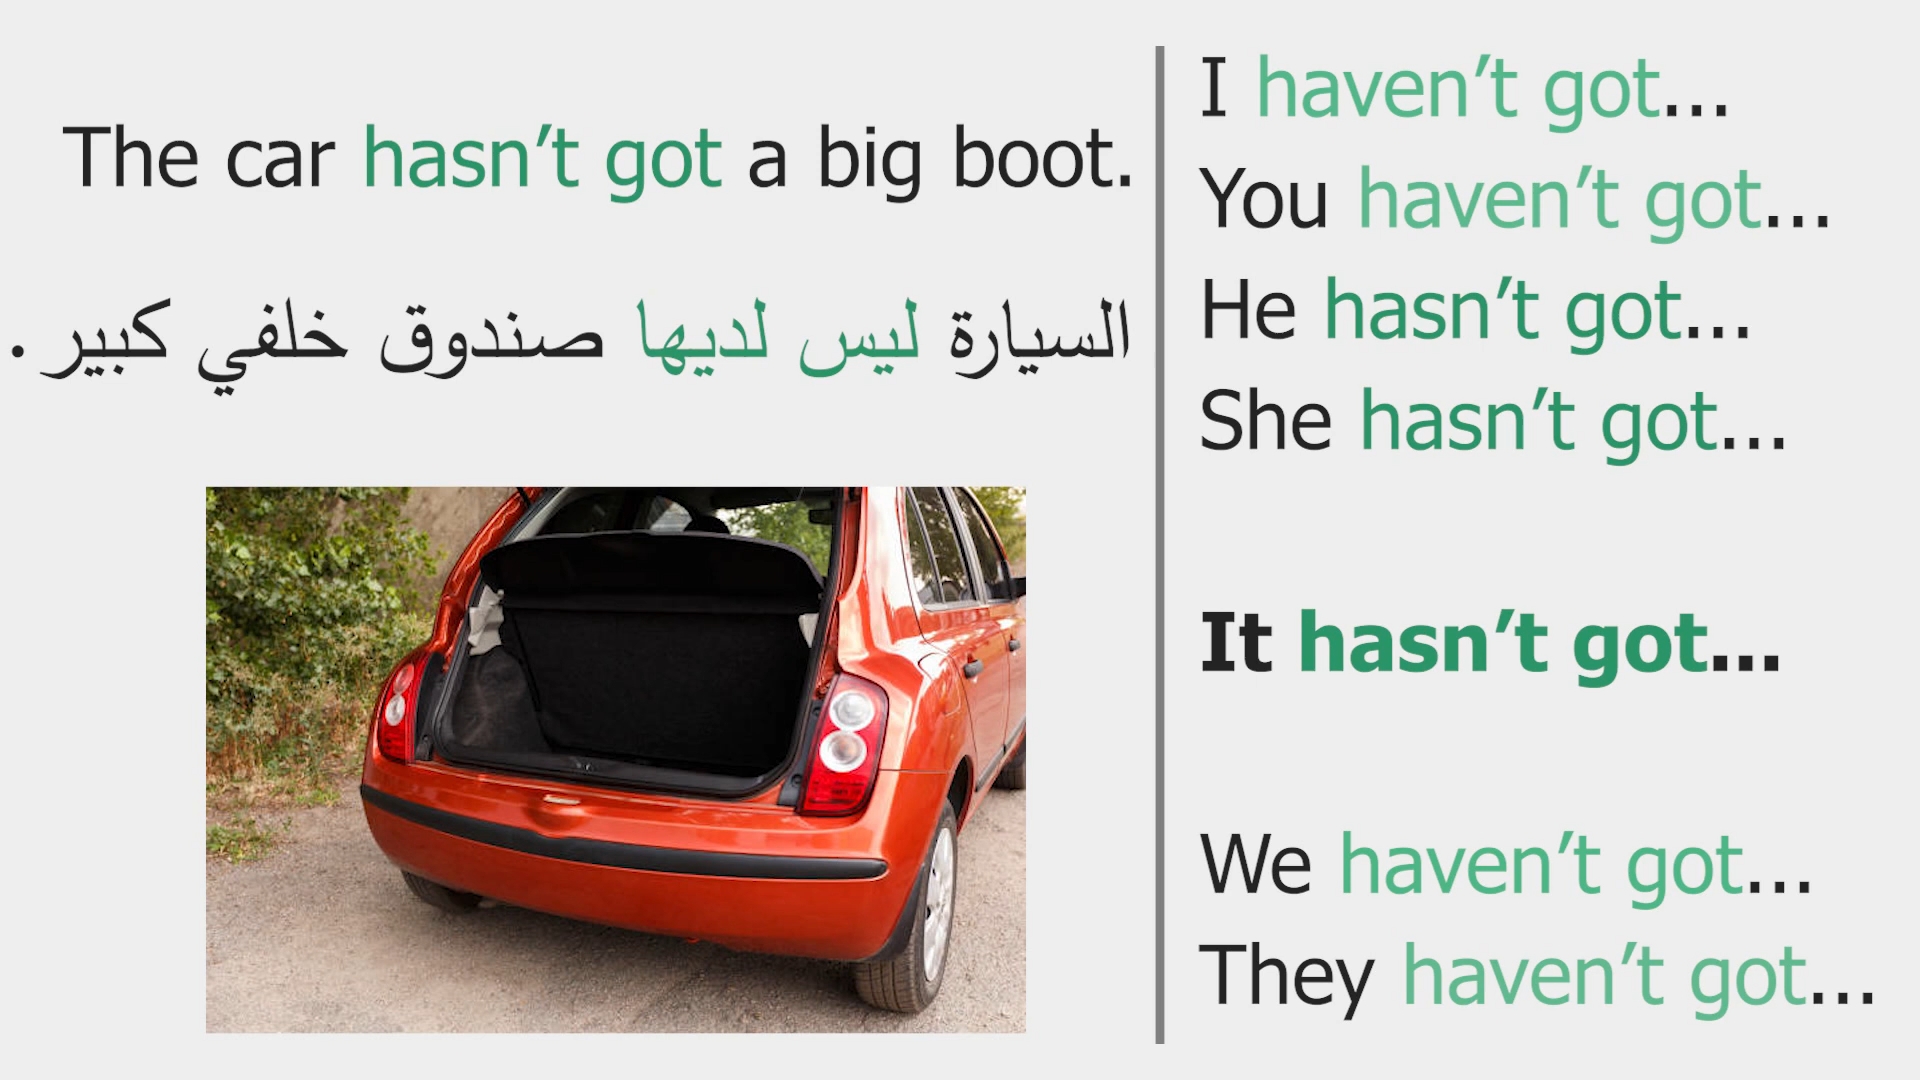 The car hasn’t got a big boot.
السيارة ليس لديها صندوق خلفي كبير.
I haven’t got...
You haven’t got...
He hasn’t got...
She hasn’t got...
It hasn’t got...
We haven’t got...
They haven’t got...